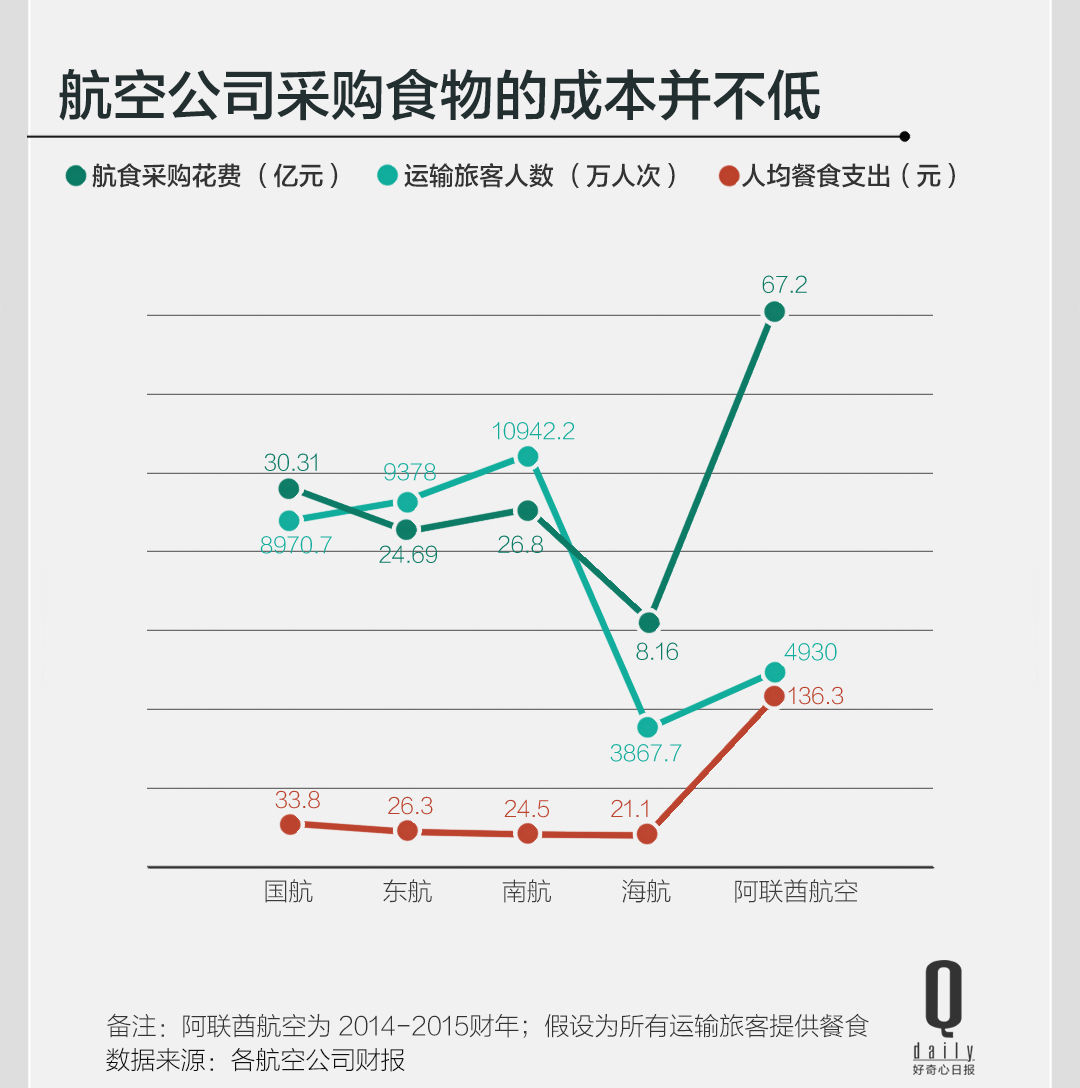 航空公司采购食物的成本并不低
航食采购花费（亿元） 运输旅客人数（万人次） 人均餐食支出（元）
67.2
10942.2
30.31 9378
8970.7 24.69 26.8
8.16 4930
136.3
3867.7
33.8 26.3 24.5 21.1
国航 东航 南航 海航 阿联酋航空
备注：阿联酋航空为 2014-2015财年；假设为所有运输旅客提供餐食
数据来源：各航空公司财报
Q
daily
好奇心日报